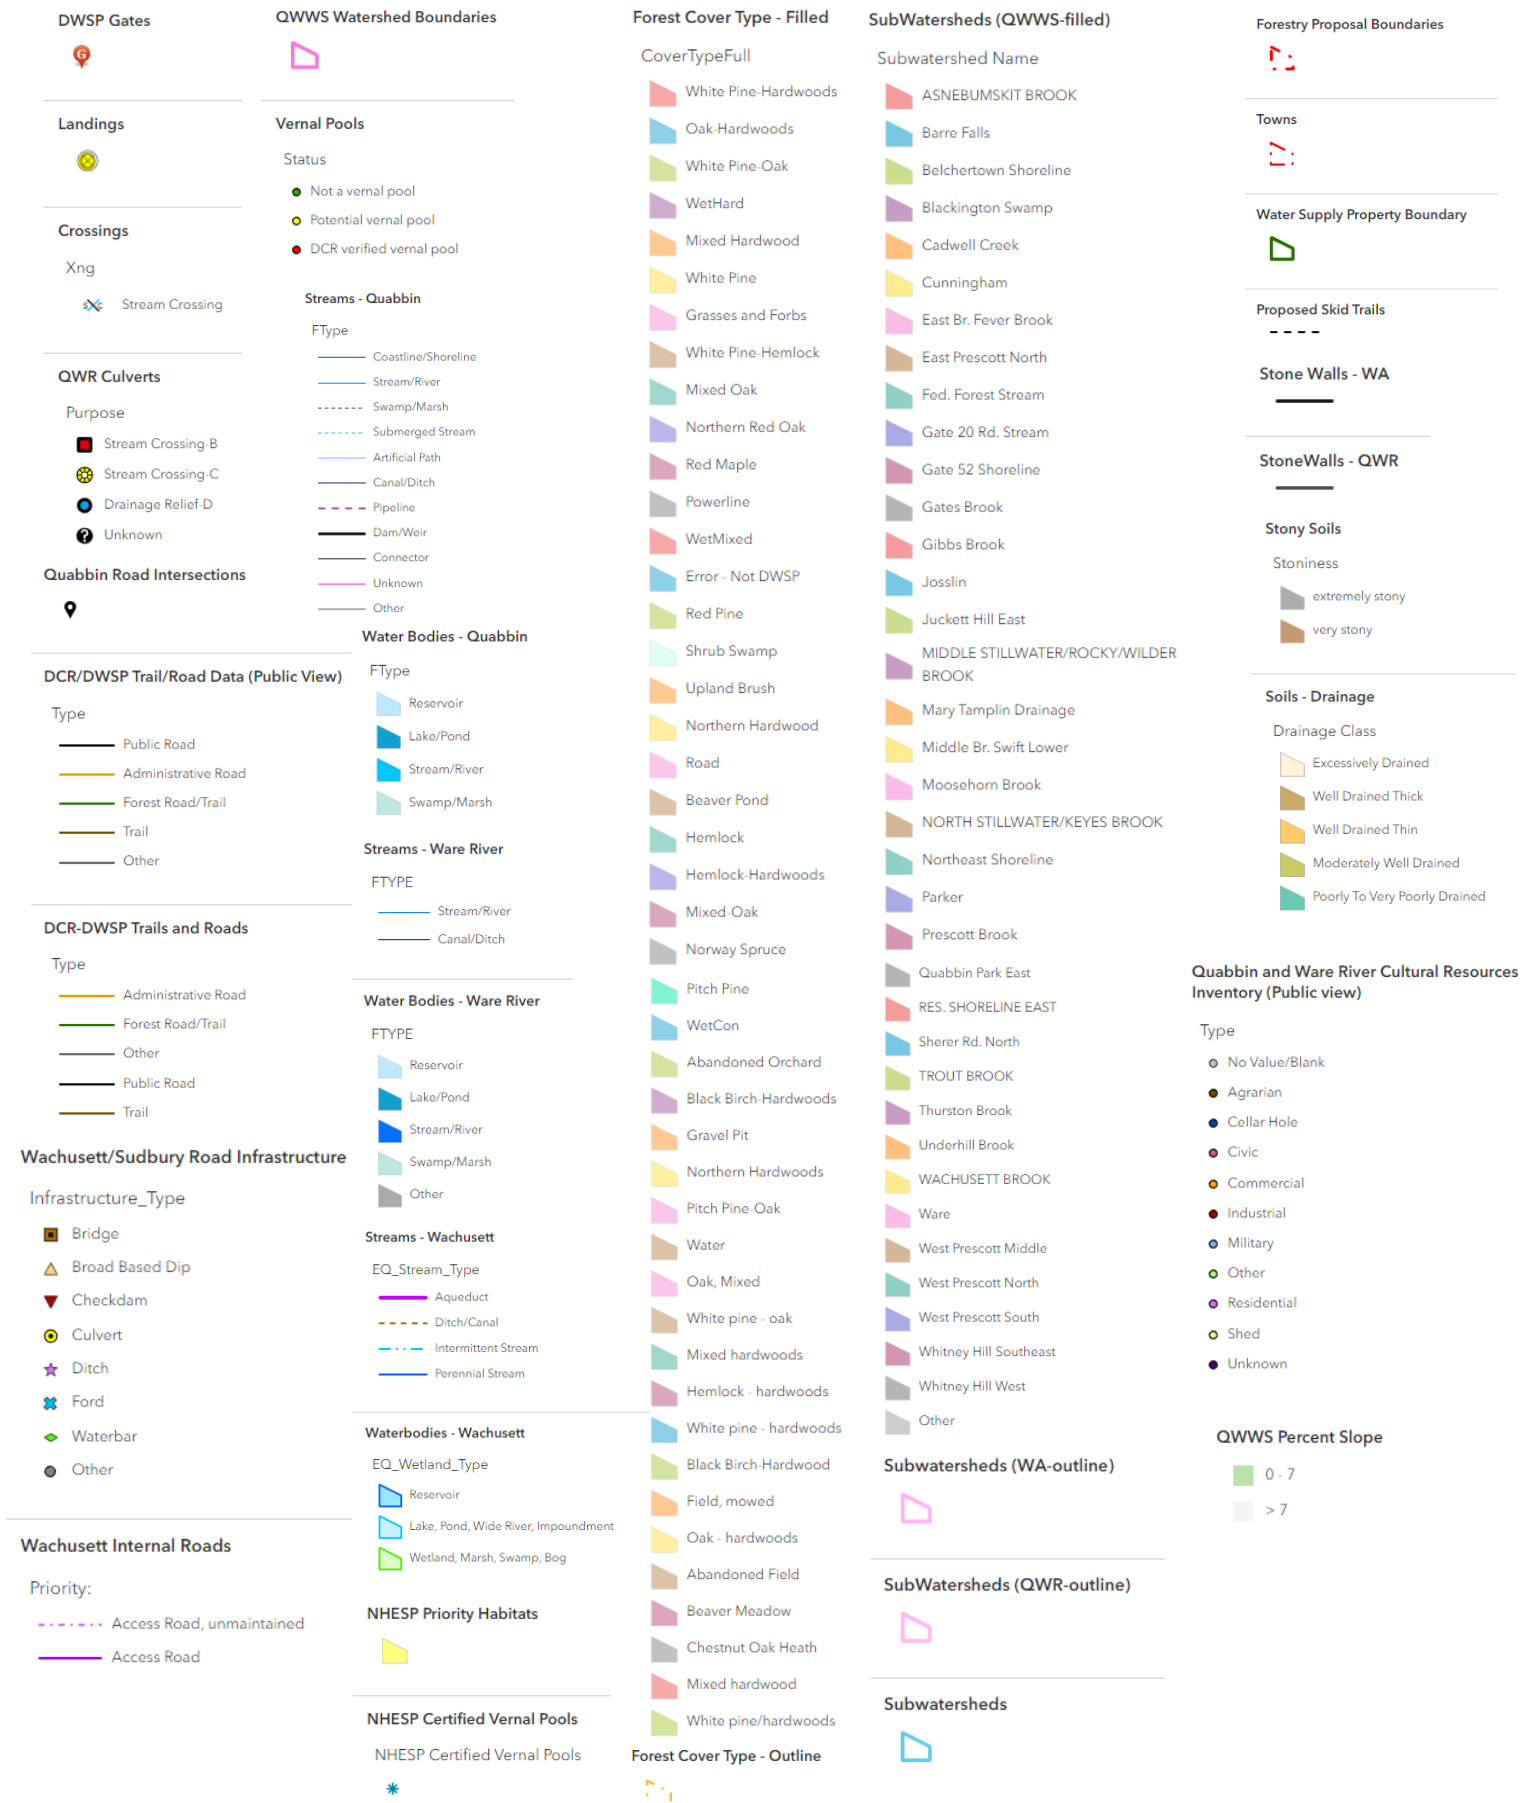 DWSP Gates
G
Landings
Crossings
Xng
Stream Crossing
QWR Culverts
Purpose
Stream Crossing-B
Stream Crossing-C
Drainage Relief-D
?
Unknown
Quabbin Road Intersections
DCR/DWSP Trail/Road Data (Public View)
Type
Public Road
Administrative Road
Forest Road/Trail
Trail
Other
DCR-DWSP Trails and Roads
Type
Administrative Road
Forest Road/Trail
Other
Public Road
Trail
Wachusett/Sudbury Road Infrastructure
Infrastructure_Type
Bridge
Broad Based Dip
Checkdam
Culvert
Ditch
Ford
Waterbar
Other
Wachusett Internal Roads
Priority:
Access Road, unmaintained
Access Road
QWWS Watershed Boundaries
Vernal Pools
Status
Not a vernal pool
Potential vernal pool
DCR verified vernal pool
Streams - Quabbin
FType
Coastline/Shoreline
Stream/River
Swamp/Marsh
Submerged Stream
Artificial Path
Canal/Ditch
Pipeline
Dam/Weir
Connector
Unknown
Other
Water Bodies - Quabbin
FType
Reservoir
Lake/Pond
Stream/River
Swamp/Marsh
Streams - Ware River
FTYPE
Stream/River
Canal/Ditch
Water Bodies - Ware River
FTYPE
Reservoir
Lake/Pond
Stream/River
Swamp/Marsh
Other
Streams - Wachusett
EQ_Stream_Type
Aqueduct
Ditch/Canal
Intermittent Stream
Perennial Stream
Waterbodies - Wachusett
EQ_Wetland_Type
Reservoir
Lake, Pond, Wide River, Impoundment
Wetland, Marsh, Swamp, Bog
NHESP Priority Habitats
NHESP Certified Vernal Pools
NHESP Certified Vernal Pools
Forest Cover Type - Filled
CoverTypeFull
White Pine-Hardwoods
Oak-Hardwoods
White Pine-Oak
WetHard
Mixed Hardwood
White Pine
Grasses and Forbs
White Pine-Hemlock
Mixed Oak
Northern Red Oak
Red Maple
Powerline
WetMixed
Error - Not DWSP
Red Pine
Shrub Swamp
Upland Brush
Northern Hardwood
Road
Beaver Pond
Hemlock
Hemlock-Hardwoods
Mixed-Oak
Norway Spruce
Pitch Pine
WetCon
Abandoned Orchard
Black Birch-Hardwoods
Gravel Pit
Northern Hardwoods
Pitch Pine-Oak
Water
Oak, Mixed
White pine - oak
Mixed hardwoods
Hemlock - hardwoods
White pine - hardwoods
Black Birch-Hardwood
Field, mowed
Oak - hardwoods
Abandoned Field
Beaver Meadow
Chestnut Oak Heath
Mixed hardwood
White pine/hardwoods
Forest Cover Type - Outline
SubWatersheds (QWWS-filled)
Subwatershed Name
ASNEBUMSKIT BROOK
Barre Falls
Belchertown Shoreline
Blackington Swamp
Cadwell Creek
Cunningham
East Br. Fever Brook
East Prescott North
Fed. Forest Stream
Gate 20 Rd. Stream
Gate 52 Shoreline
Gates Brook
Gibbs Brook
Josslin
Juckett Hill East
MIDDLE STILLWATER/ROCKY/WILDER
BROOK
Mary Tamplin Drainage
Middle Br. Swift Lower
Moosehorn Brook
NORTH STILLWATER/KEYES BROOK
Northeast Shoreline
Parker
Prescott Brook
Quabbin Park East
RES. SHORELINE EAST
Sherer Rd. North
TROUT BROOK
Thurston Brook
Underhill Brook
WACHUSETT BROOK
Ware
West Prescott Middle
West Prescott North
West Prescott South
Whitney Hill Southeast
Whitney Hill West
Other
Subwatersheds (WA-outline)
SubWatersheds (QWR-outline)
Subwatersheds
Forestry Proposal Boundaries
Towns
Water Supply Property Boundary
Proposed Skid Trails
Stone Walls - WA
StoneWalls - QWR
Stony Soils
Stoniness
extremely stony
very stony
Soils - Drainage
Drainage Class
Excessively Drained
Well Drained Thick
Well Drained Thin
Moderately Well Drained
Poorly To Very Poorly Drained
Quabbin and Ware River Cultural Resources
Inventory (Public view)
Type
No Value/Blank
Agrarian
Cellar Hole
Civic
Commercial
Industrial
Military
Other
Residential
Shed
Unknown
QWWS Percent Slope
0 - 7
> 7